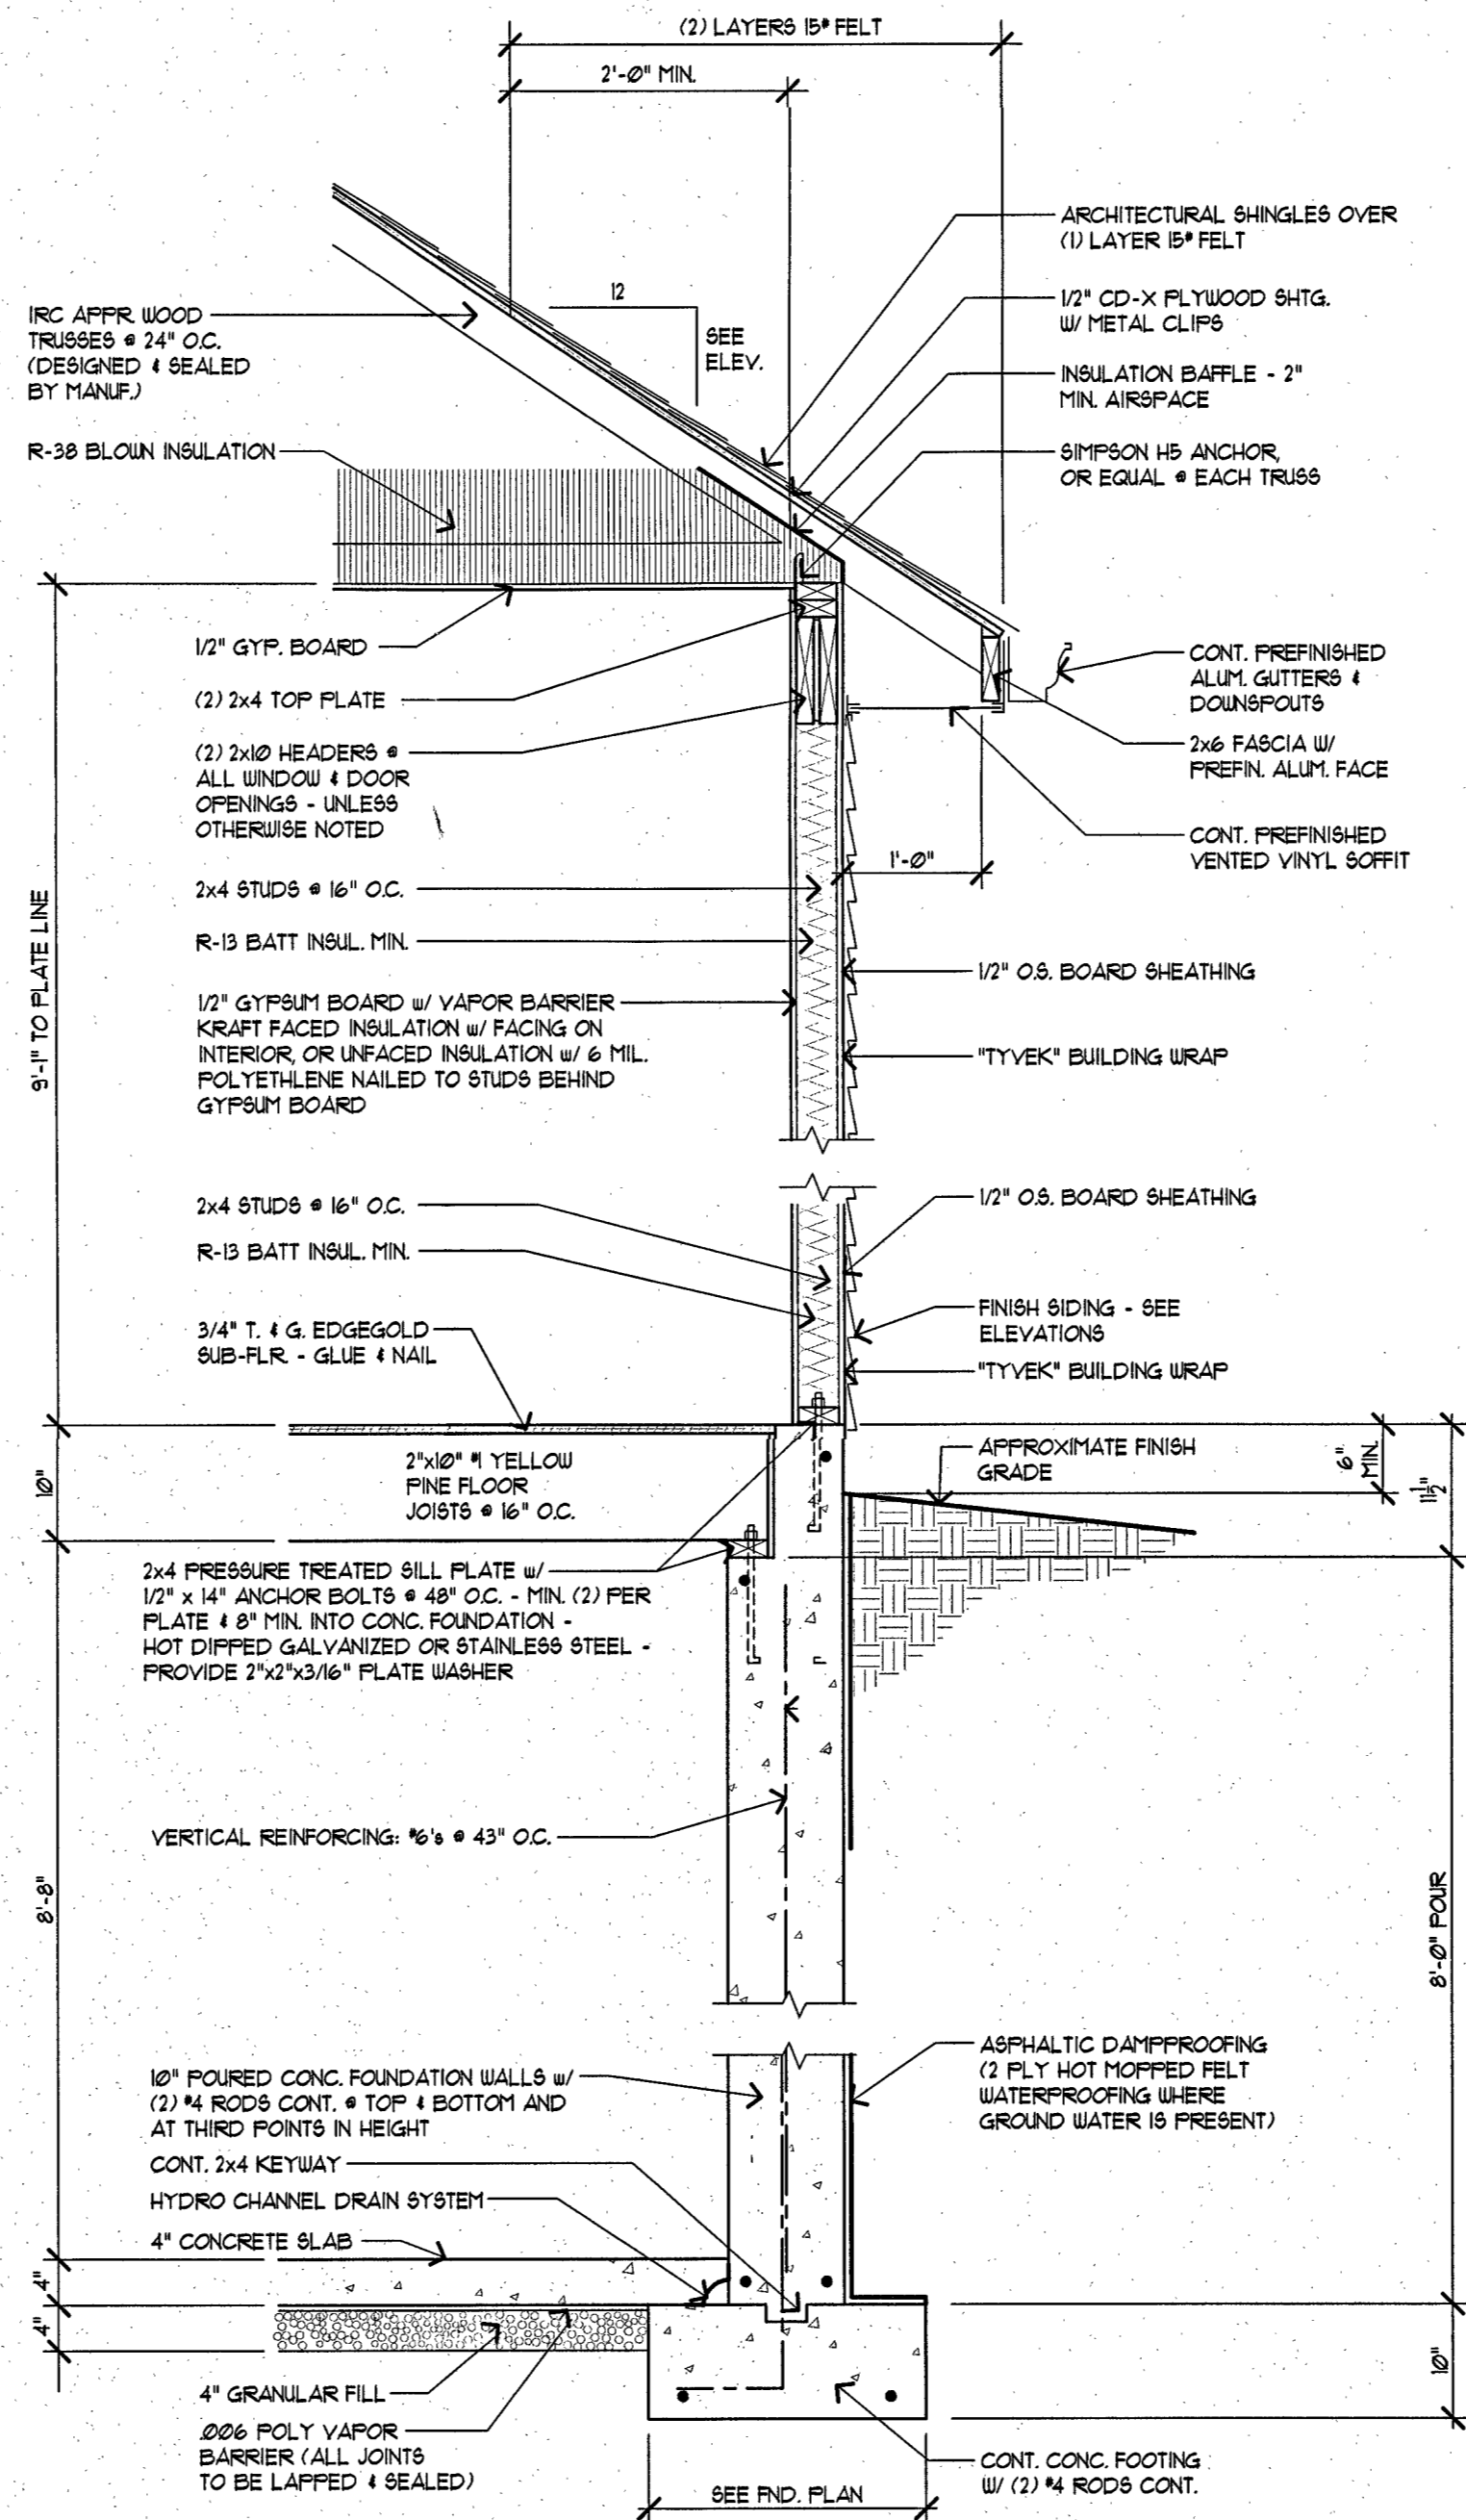 (2) LAYERS 15# FELT
2'-0" MIN.
ARCHITECTURAL SHINGLES OVER
(1) LAYER 15# FELT
12
SEE
ELEV.
1/2" CD-X PLYWOOD SHTG.
W/ METAL CLIPS
IRC APPR. WOOD
TRUSSES @ 24" O.C.
(DESIGNED & SEALED
BY MANUF.)
INSULATION BAFFLE - 2"
MIN. AIRSPACE
R-38 BLOWN INSULATION
SIMPSON H5 ANCHOR,
OR EQUAL @ EACH TRUSS
1/2" GYP. BOARD
(2) 2x4 TOP PLATE
(2) 2x10 HEADERS @
ALL WINDOW & DOOR
OPENINGS - UNLESS
OTHERWISE NOTED
CONT. PREFINISHED
ALUM. GUTTERS &
DOWNSPOUTS
2x6 FASCIA W/
PREFIN. ALUM. FACE
CONT. PREFINISHED
VENTED VINYL SOFFIT
1'-0"
2x4 STUDS @ 16" O.C.
R-13 BATT INSUL. MIN.
1/2" GYPSUM BOARD w/ VAPOR BARRIER
KRAFT FACED INSULATION w/ FACING ON
INTERIOR, OR UNFACED INSULATION w/ 6 MIL.
POLYETHLENE NAILED TO STUDS BEHIND
GYPSUM BOARD
1/2" O.S. BOARD SHEATHING
"TYVEK" BUILDING WRAP
9'-1" TO PLATE LINE
2x4 STUDS @ 16" O.C.
R-13 BATT INSUL. MIN.
3/4" T. & G. EDGEGOLD
SUB-FLR. - GLUE & NAIL
1/2" O.S. BOARD SHEATHING
FINISH SIDING - SEE
ELEVATIONS
"TYVEK" BUILDING WRAP
10"
2"x10" #1 YELLOW
PINE FLOOR
JOISTS @ 16" O.C.
APPROXIMATE FINISH
GRADE
6"
MIN.
11 1/2"
2x4 PRESSURE TREATED SILL PLATE w/
1/2" x 14" ANCHOR BOLTS @ 48" O.C. - MIN. (2) PER
PLATE & 8" MIN. INTO CONC. FOUNDATION -
HOT DIPPED GALVANIZED OR STAINLESS STEEL -
PROVIDE 2"x2"x3/16" PLATE WASHER
VERTICAL REINFORCING: #6's @ 43" O.C.
8'-8"
8'-0" POUR
10" POURED CONC. FOUNDATION WALLS w/
(2) #4 RODS CONT. @ TOP & BOTTOM AND
AT THIRD POINTS IN HEIGHT
CONT. 2x4 KEYWAY
HYDRO CHANNEL DRAIN SYSTEM
4" CONCRETE SLAB
ASPHALTIC DAMPPROOFING
(2 PLY HOT MOPPED FELT
WATERPROOFING WHERE
GROUND WATER IS PRESENT)
4"
4"
10"
4" GRANULAR FILL
.006 POLY VAPOR
BARRIER (ALL JOINTS
TO BE LAPPED & SEALED)
SEE FND. PLAN
CONT. CONC. FOOTING
W/ (2) #4 RODS CONT.